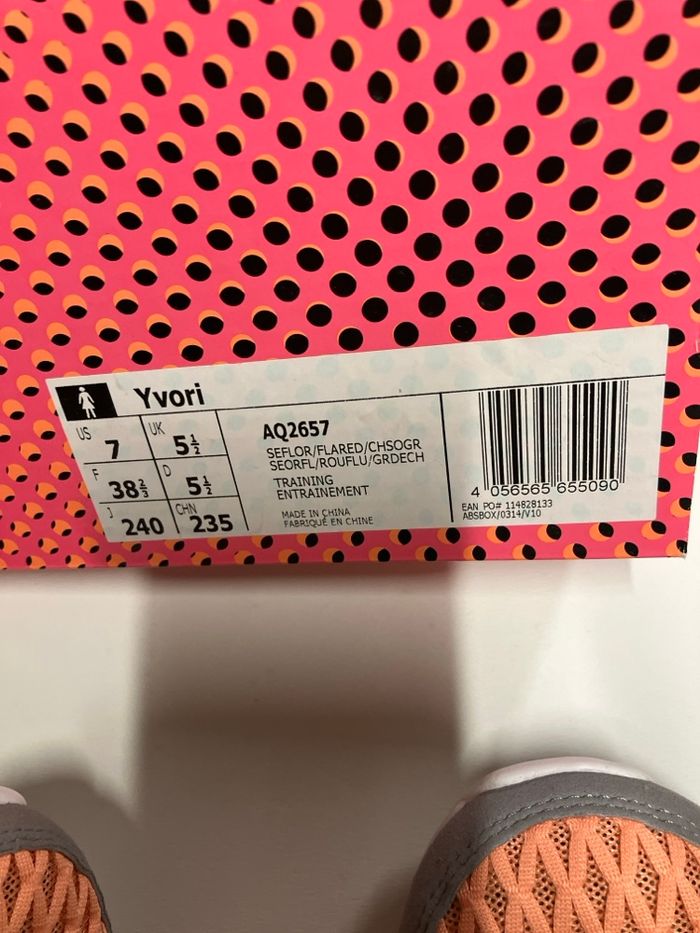 Yvori
US 7 UK 5½
F 38⅔ D 5½
J 240 CHN 235
AQ2657
SEFLOR/FLARED/CHSOGR
SEORFL/ROUFLU/GRDECH
TRAINING
ENTRAINEMENT
MADE IN CHINA
FABRIQUÉ EN CHINE
4 056565 655090
EAN PO# 114828133
ABSBOX/0314/V10